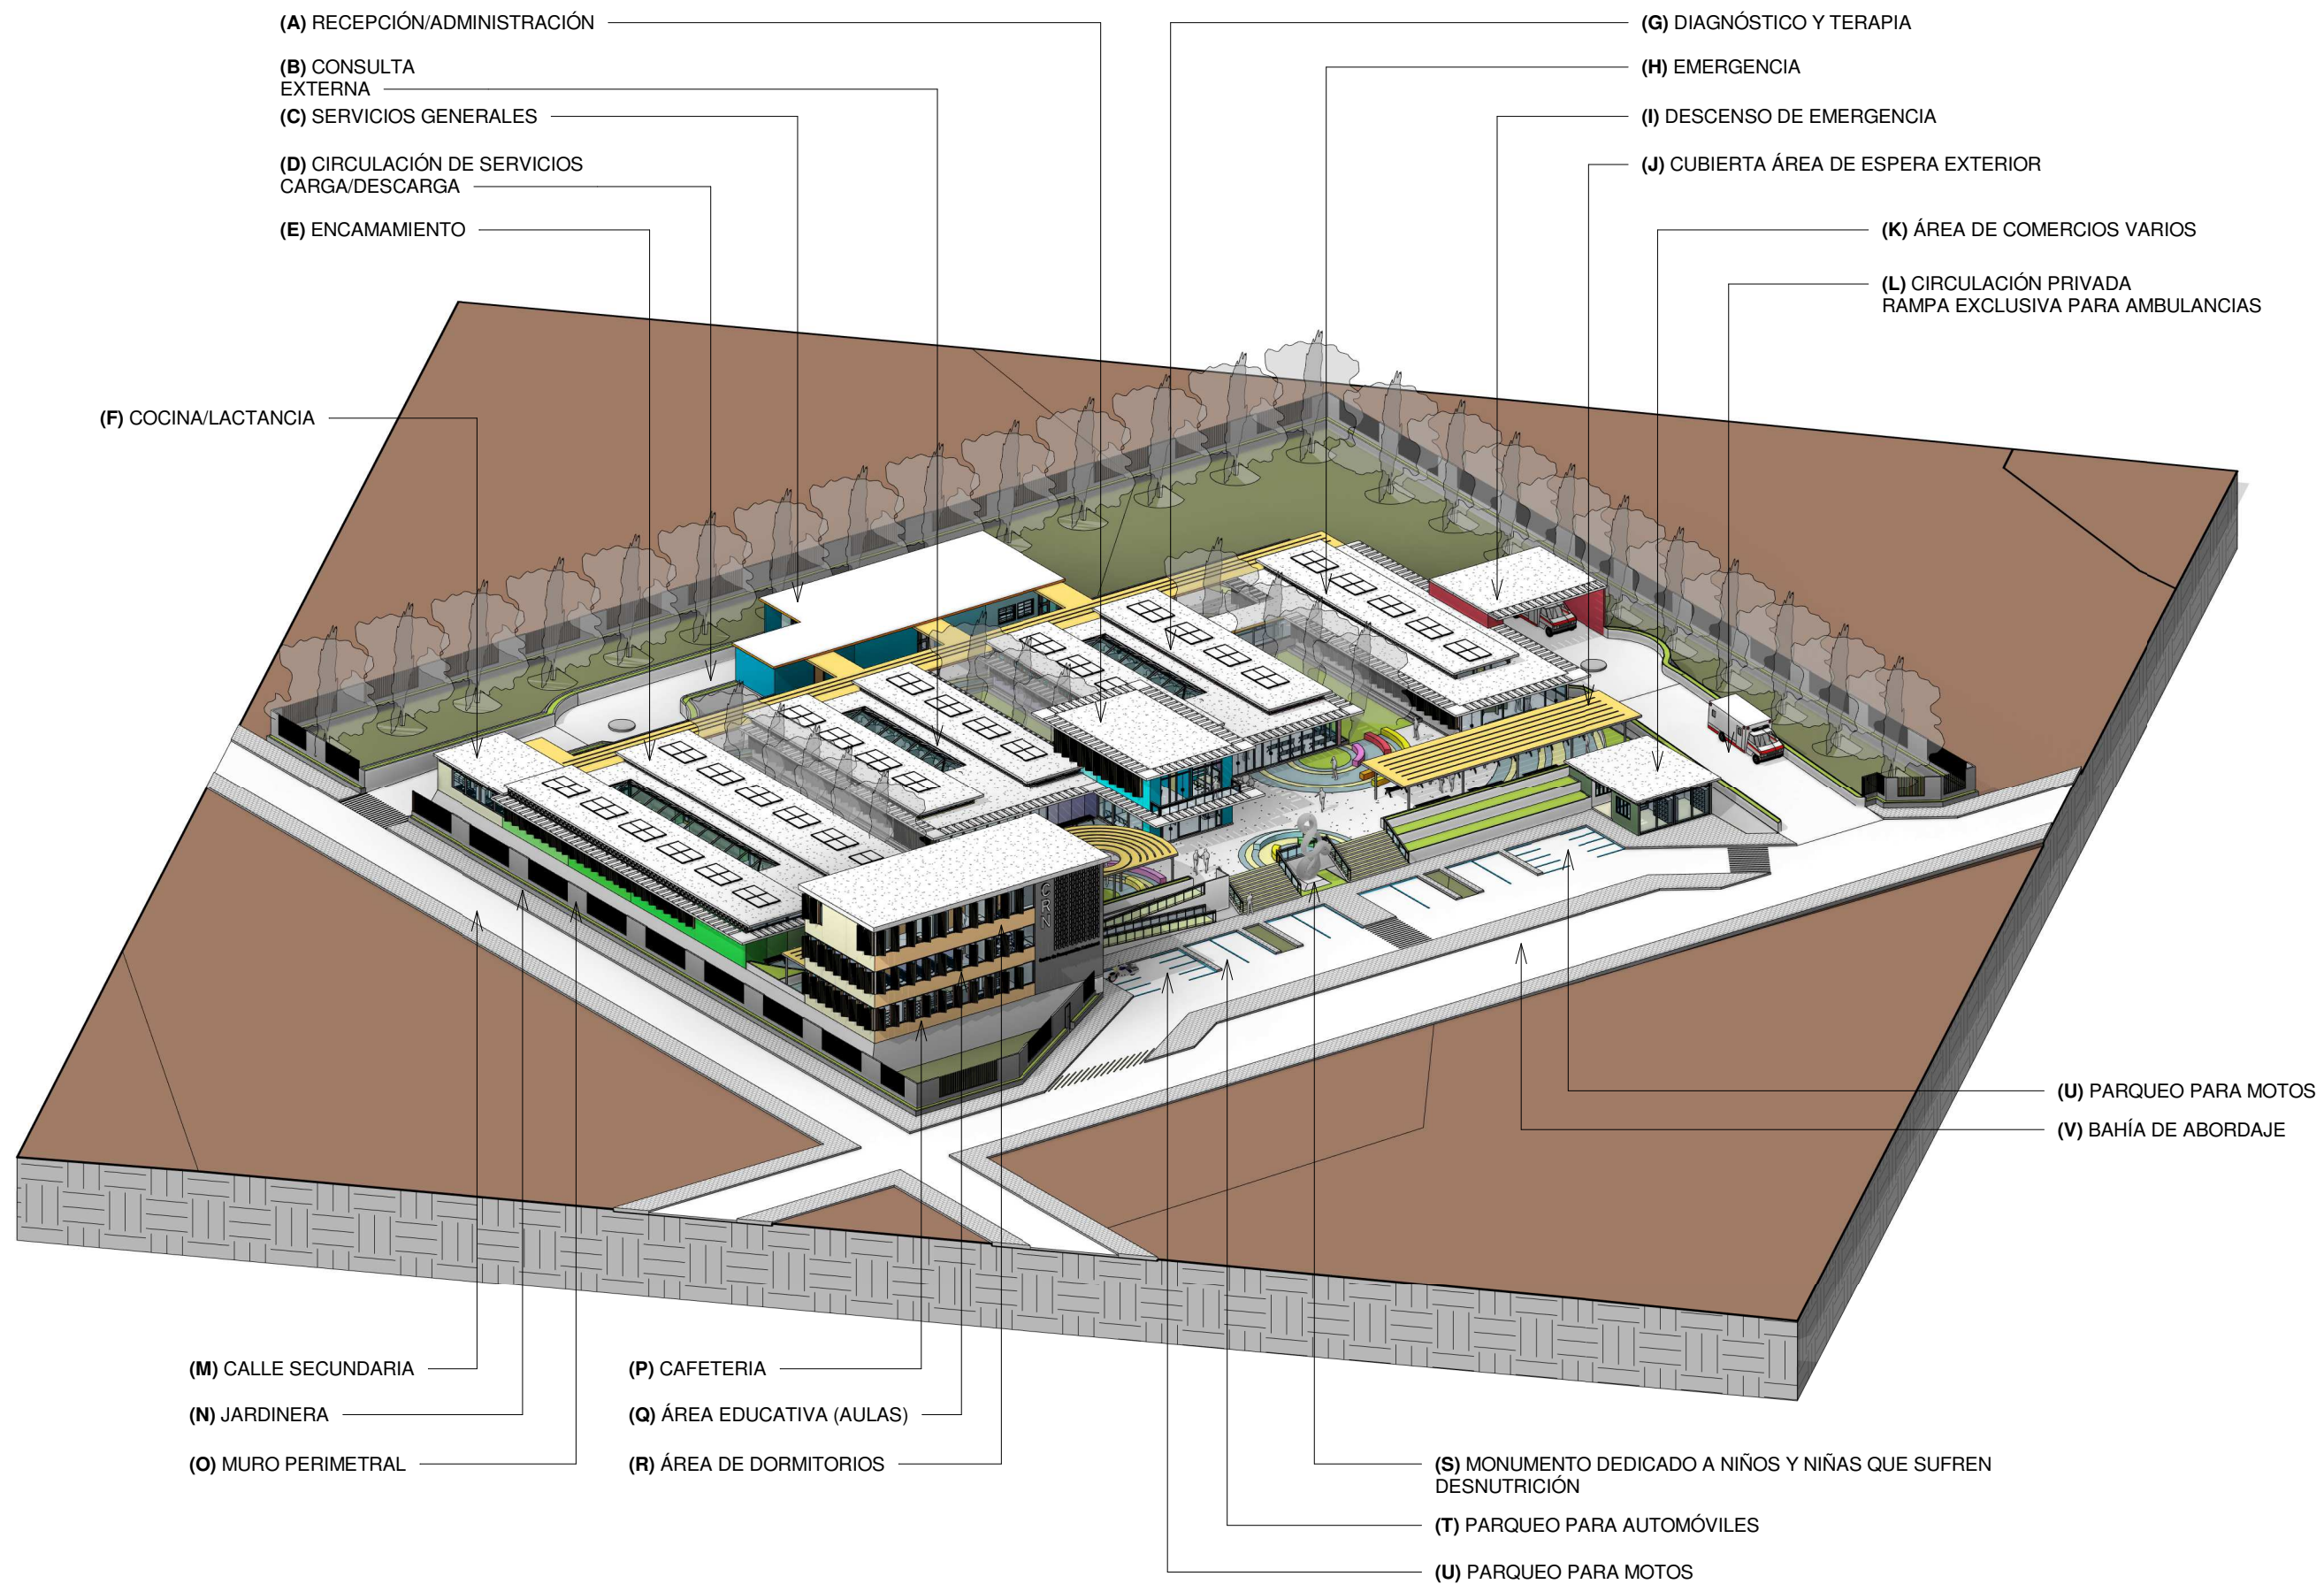 (A) RECEPCIÓN/ADMINISTRACIÓN
(B) CONSULTA
EXTERNA
(C) SERVICIOS GENERALES
(D) CIRCULACIÓN DE SERVICIOS
CARGA/DESCARGA
(E) ENCAMAMIENTO
(F) COCINA/LACTANCIA
(G) DIAGNÓSTICO Y TERAPIA
(H) EMERGENCIA
(I) DESCENSO DE EMERGENCIA
(J) CUBIERTA ÁREA DE ESPERA EXTERIOR
(K) ÁREA DE COMERCIOS VARIOS
(L) CIRCULACIÓN PRIVADA
RAMPA EXCLUSIVA PARA AMBULANCIAS
CRN
(U) PARQUEO PARA MOTOS
(V) BAHÍA DE ABORDAJE
(M) CALLE SECUNDARIA
(N) JARDINERA
(O) MURO PERIMETRAL
(P) CAFETERIA
(Q) ÁREA EDUCATIVA (AULAS)
(R) ÁREA DE DORMITORIOS
(S) MONUMENTO DEDICADO A NIÑOS Y NIÑAS QUE SUFREN
DESNUTRICIÓN
(T) PARQUEO PARA AUTOMÓVILES
(U) PARQUEO PARA MOTOS